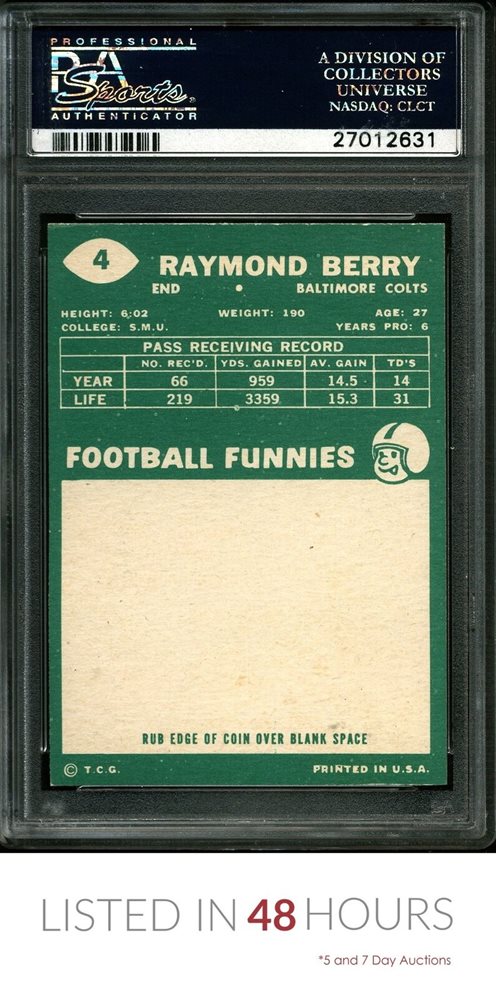 PROFESSIONAL
PSA
Sports
AUTHENTICATOR
A DIVISION OF
COLLECTORS
UNIVERSE
NASDAQ: CLCT
27012631
4
RAYMOND BERRY
END • BALTIMORE COLTS
HEIGHT: 6:02 WEIGHT: 190 AGE: 27
COLLEGE: S.M.U. YEARS PRO: 6
PASS RECEIVING RECORD
NO. REC'D. YDS. GAINED AV. GAIN TD'S
YEAR 66 959 14.5 14
LIFE 219 3359 15.3 31
FOOTBALL FUNNIES
RUB EDGE OF COIN OVER BLANK SPACE
© T.C.G. PRINTED IN U.S.A.
LISTED IN 48 HOURS
*5 and 7 Day Auctions